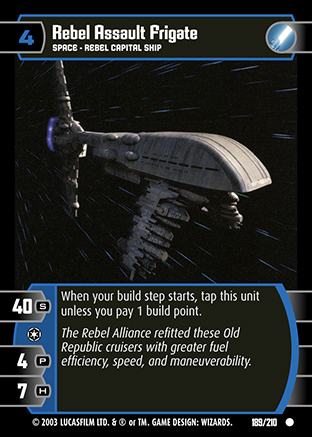 4 Rebel Assault Frigate
SPACE - REBEL CAPITAL SHIP
40 S
When your build step starts, tap this unit
unless you pay 1 build point.
The Rebel Alliance refitted these Old
Republic cruisers with greater fuel
efficiency, speed, and maneuverability.
4 P
7 H
© 2003 LUCASFILM LTD. & ® or TM. GAME DESIGN: WIZARDS. 189/210